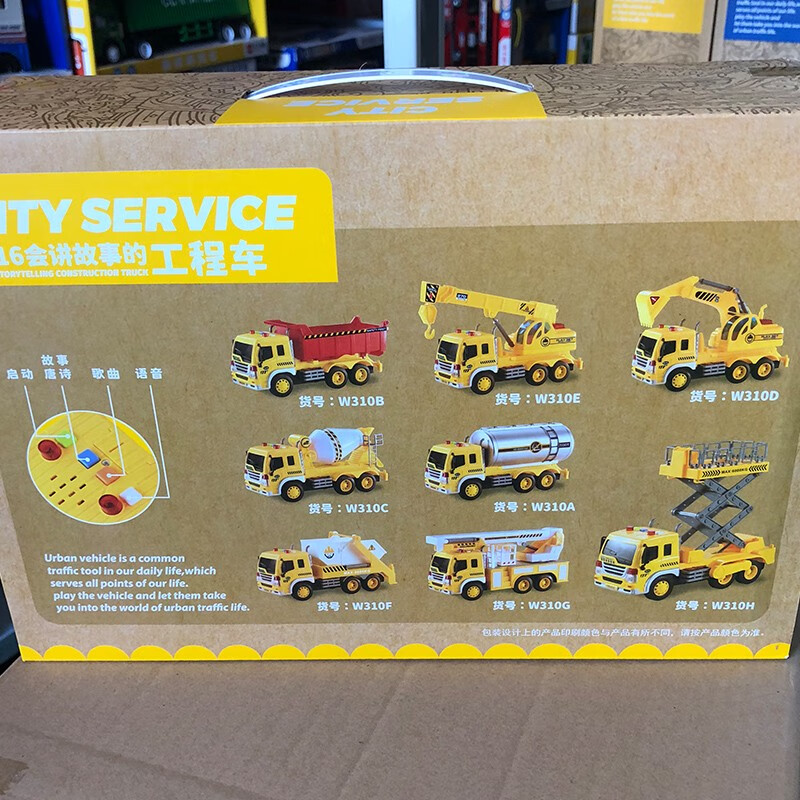 CITY
SERVICE
ITY SERVICE
16会讲故事的工程车
STORYTELLING CONSTRUCTION TRUCK
故事
启动 唐诗 歌曲 语音
货号：W310B
货号：W310E
货号：W310D
货号：W310C
货号：W310A
货号：W310F
货号：W310G
货号：W310H
Urban vehicle is a common
traffic tool in our daily life,which
serves all points of our life.
play the vehicle and let them take
you into the world of urban traffic life.
包装设计上的产品印刷颜色与产品有所不同，请按产品颜色为准。